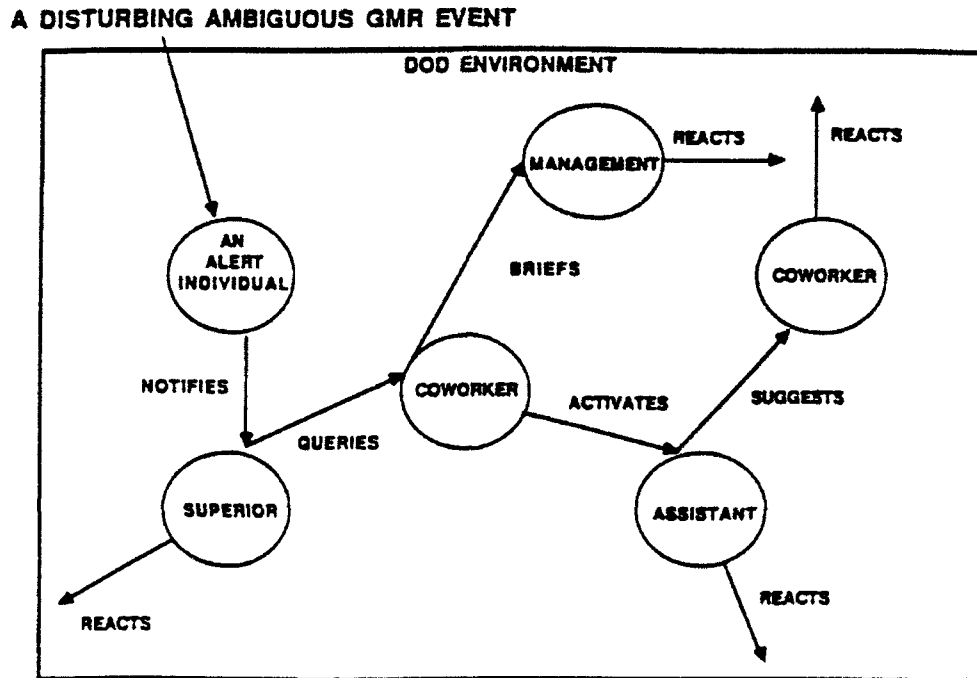 A DISTURBING AMBIGUOUS GMR EVENT
DOD ENVIRONMENT
MANAGEMENT
REACTS
REACTS
AN
ALERT
INDIVIDUAL
BRIEFS
COWORKER
NOTIFIES
QUERIES
COWORKER
ACTIVATES
SUGGESTS
SUPERIOR
ASSISTANT
REACTS
REACTS